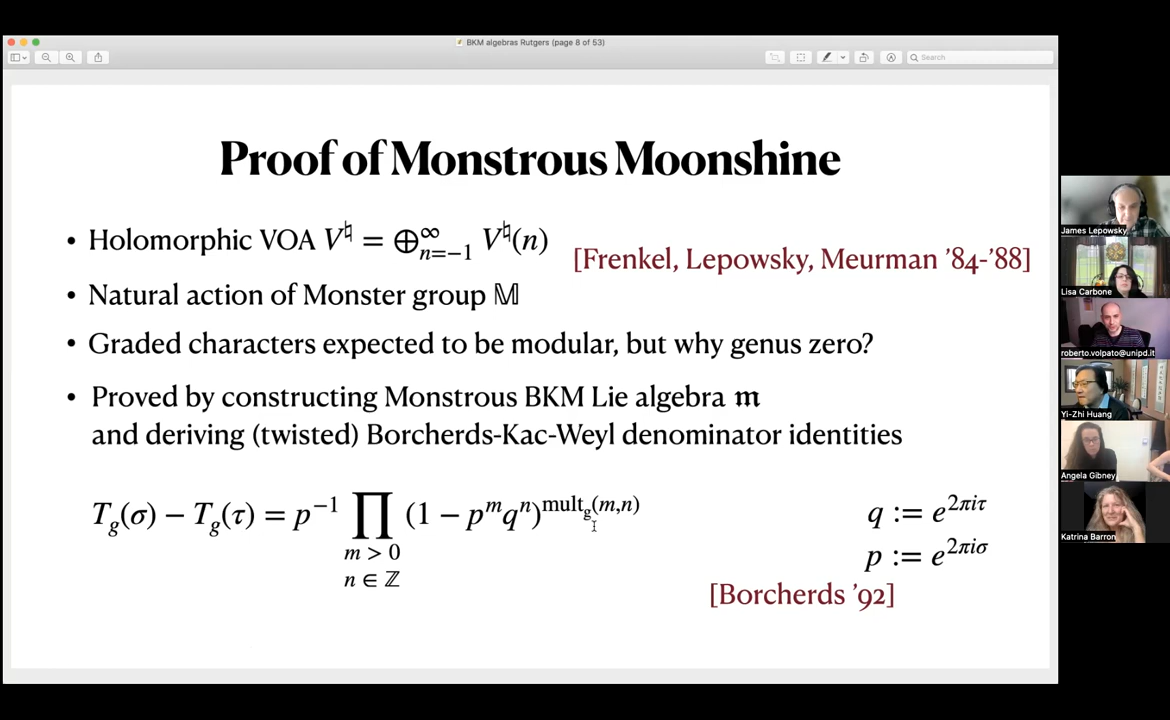 BKM algebras Rutgers (page 8 of 53)
Search
Proof of Monstrous Moonshine
• Holomorphic VOA V♮ = ⊕∞n=−1 V♮(n)
[Frenkel, Lepowsky, Meurman '84-'88]
• Natural action of Monster group 𝕄
• Graded characters expected to be modular, but why genus zero?
• Proved by constructing Monstrous BKM Lie algebra 𝔪
and deriving (twisted) Borcherds-Kac-Weyl denominator identities
Tg(σ) − Tg(τ) = p⁻¹ ∏ (1 − pᵐqⁿ)^multg(m,n)
m > 0
n ∈ ℤ
q := e^2πiτ
p := e^2πiσ
[Borcherds '92]
James Lepowsky
Lisa Carbone
roberto.volpato@unipd.it
Yi-Zhi Huang
Angela Gibney
Katrina Barron